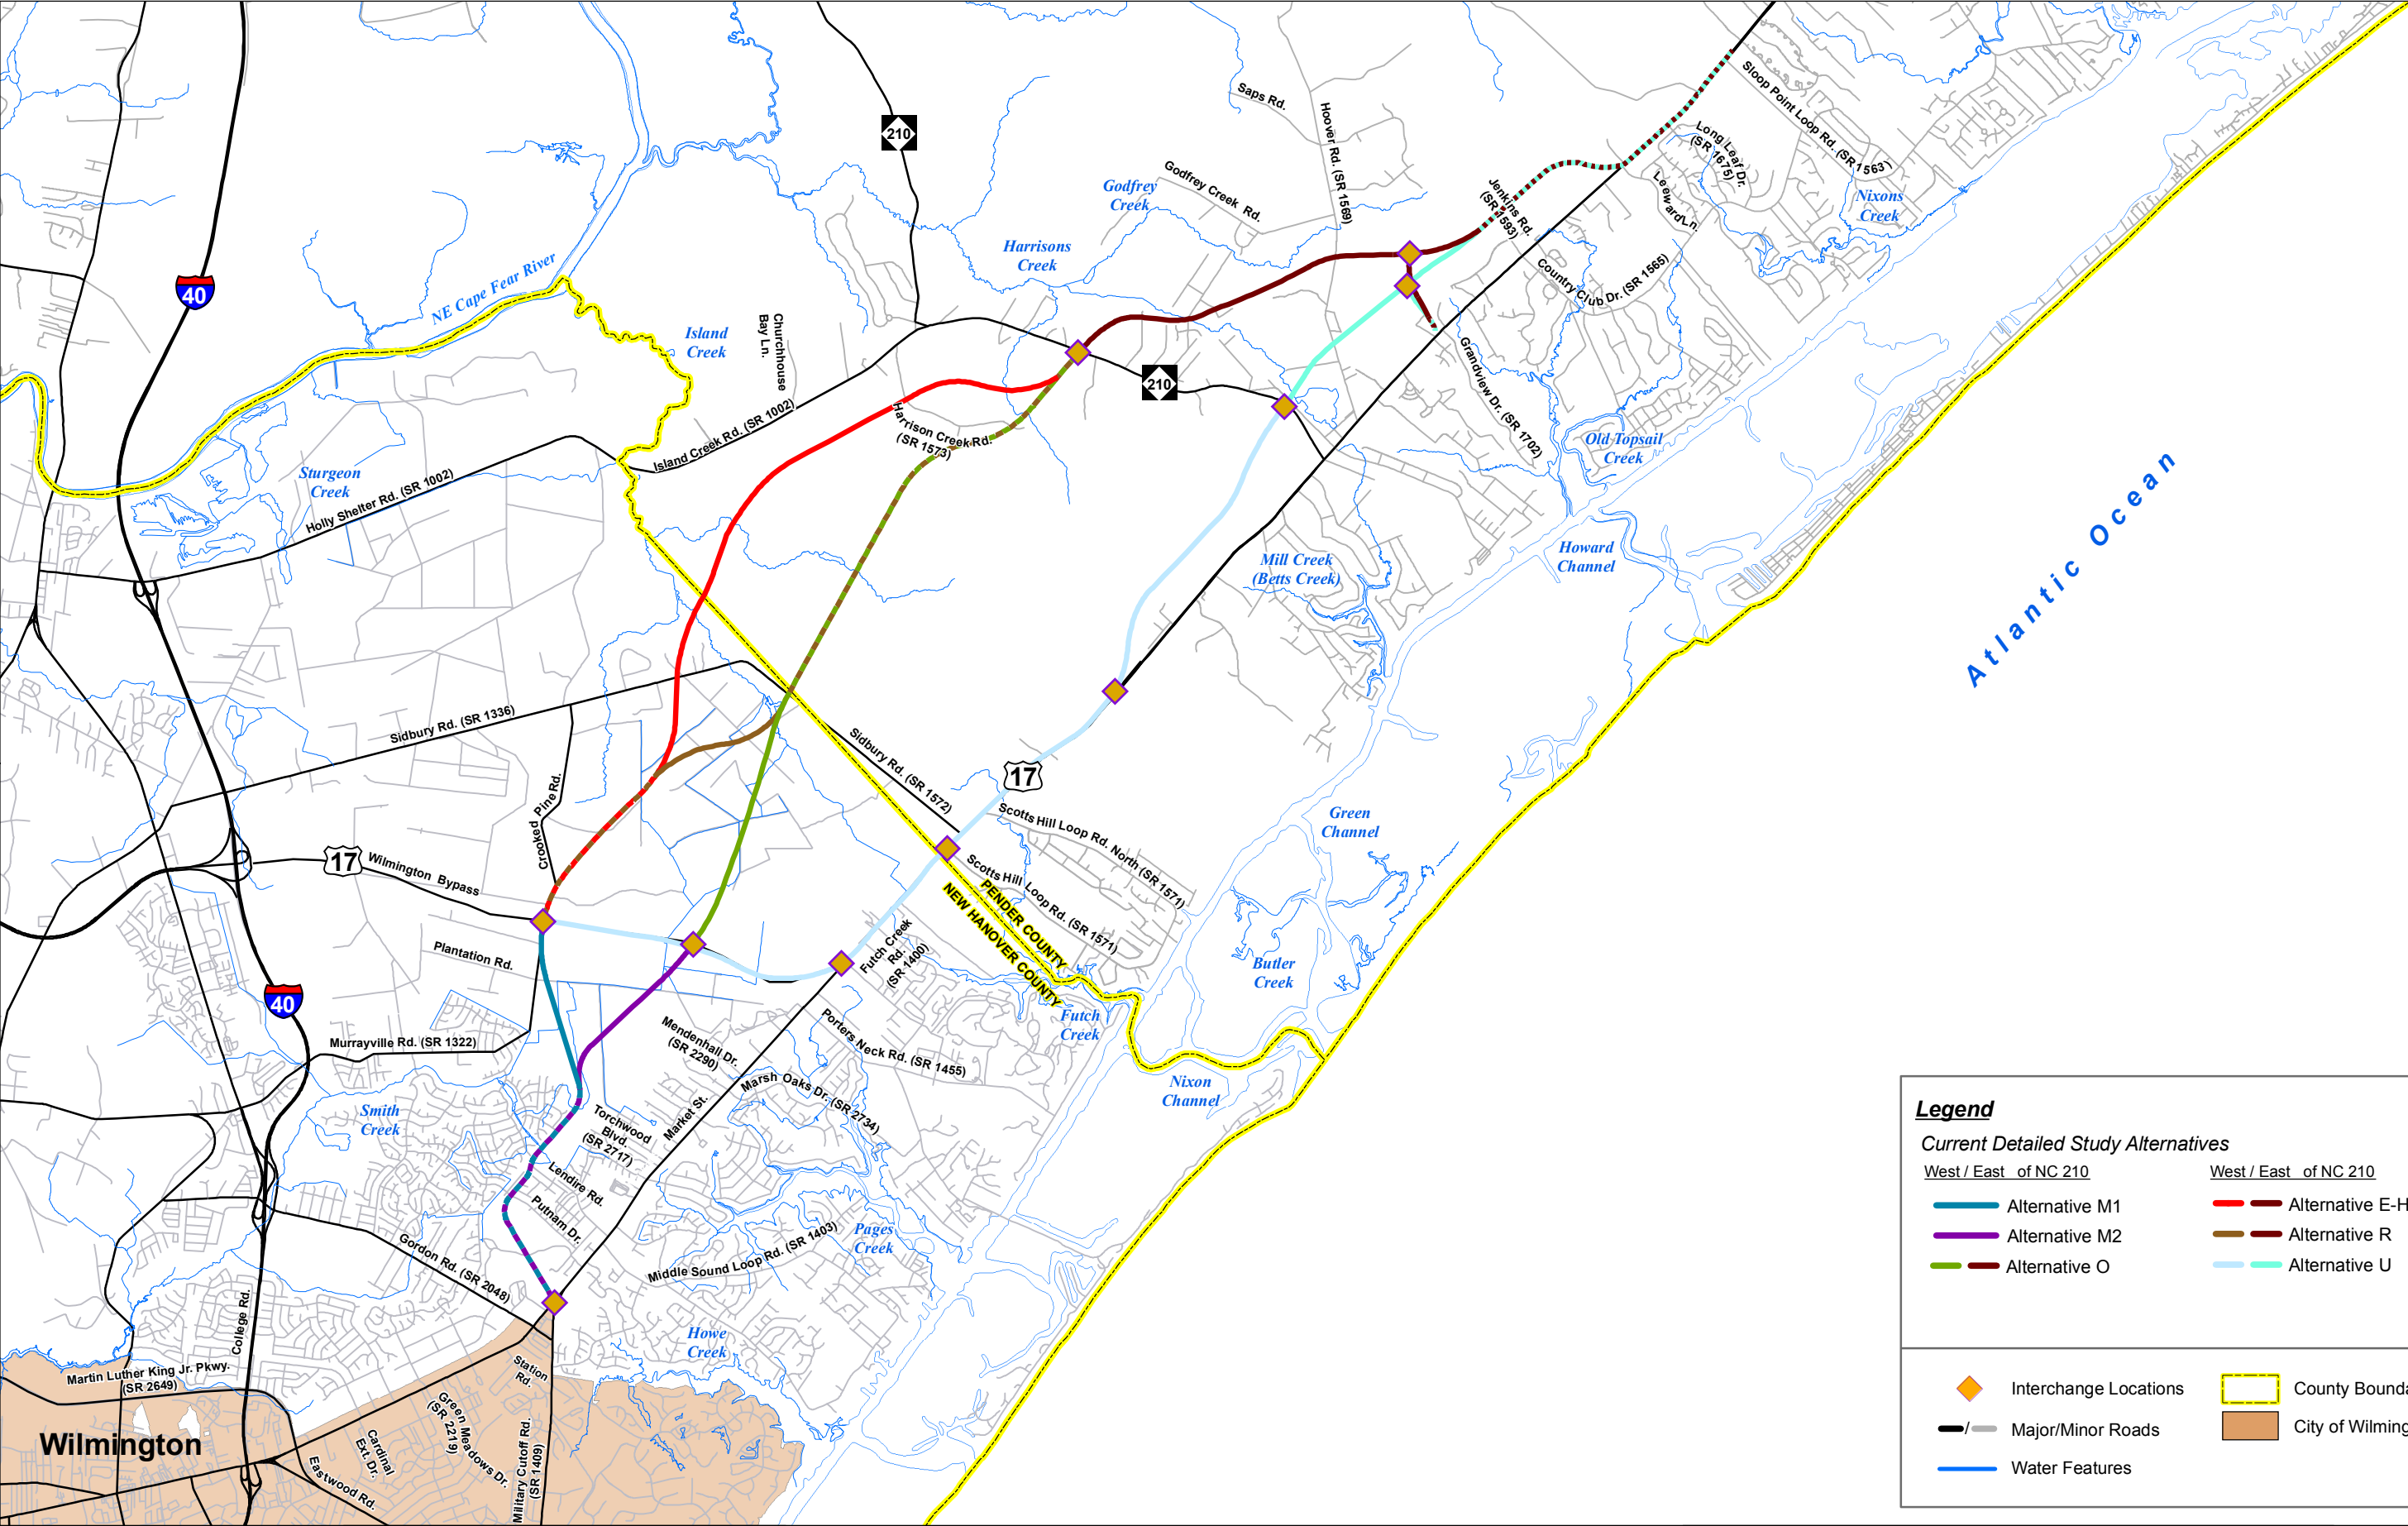 210
Saps Rd.
Hoover Rd. (SR 1569)
Sloop Point Loop Rd. (SR 1563)
Long Leaf Dr.
(SR 1675)
Leeward Ln.
Nixons
Creek
Godfrey
Creek
Godfrey Creek Rd.
Jenkins Rd.
(SR 1593)
Harrisons
Creek
Country Club Dr. (SR 1565)
40
NE Cape Fear River
Island
Creek
Churchhouse
Bay Ln.
210
Grandview Dr. (SR 1702)
Island Creek Rd. (SR 1002)
Harrison Creek Rd.
(SR 1573)
Old Topsail
Creek
Sturgeon
Creek
Holly Shelter Rd. (SR 1002)
Atlantic Ocean
Mill Creek
(Betts Creek)
Howard
Channel
Sidbury Rd. (SR 1336)
Sidbury Rd. (SR 1572)
17
Crooked Pine Rd.
Scotts Hill Loop Rd. North (SR 1571)
Green
Channel
17
Wilmington Bypass
Scotts Hill Loop Rd. (SR 1571)
PENDER COUNTY
NEW HANOVER COUNTY
Plantation Rd.
Futch Creek
Rd.
(SR 1400)
Butler
Creek
40
Futch
Creek
Murrayville Rd. (SR 1322)
Mendenhall Dr.
(SR 2290)
Porters Neck Rd. (SR 1455)
Nixon
Channel
Smith
Creek
Torchwood
Blvd.
(SR 2717)
Market St.
Marsh Oaks Dr. (SR 2734)
Lendire Rd.
Putnam Dr.
Pages
Creek
Middle Sound Loop Rd. (SR 1403)
Gordon Rd. (SR 2048)
College Rd.
Howe
Creek
Martin Luther King Jr. Pkwy.
(SR 2649)
Station
Rd.
Green Meadows Dr.
(SR 2219)
Cardinal
Ext. Dr.
Wilmington
Eastwood Rd.
Military Cutoff Rd.
(SR 1409)
Legend
Current Detailed Study Alternatives
West / East of NC 210
West / East of NC 210
Alternative M1
Alternative E-H
Alternative M2
Alternative R
Alternative O
Alternative U
Interchange Locations
County Bounda
/
Major/Minor Roads
City of Wilming
Water Features